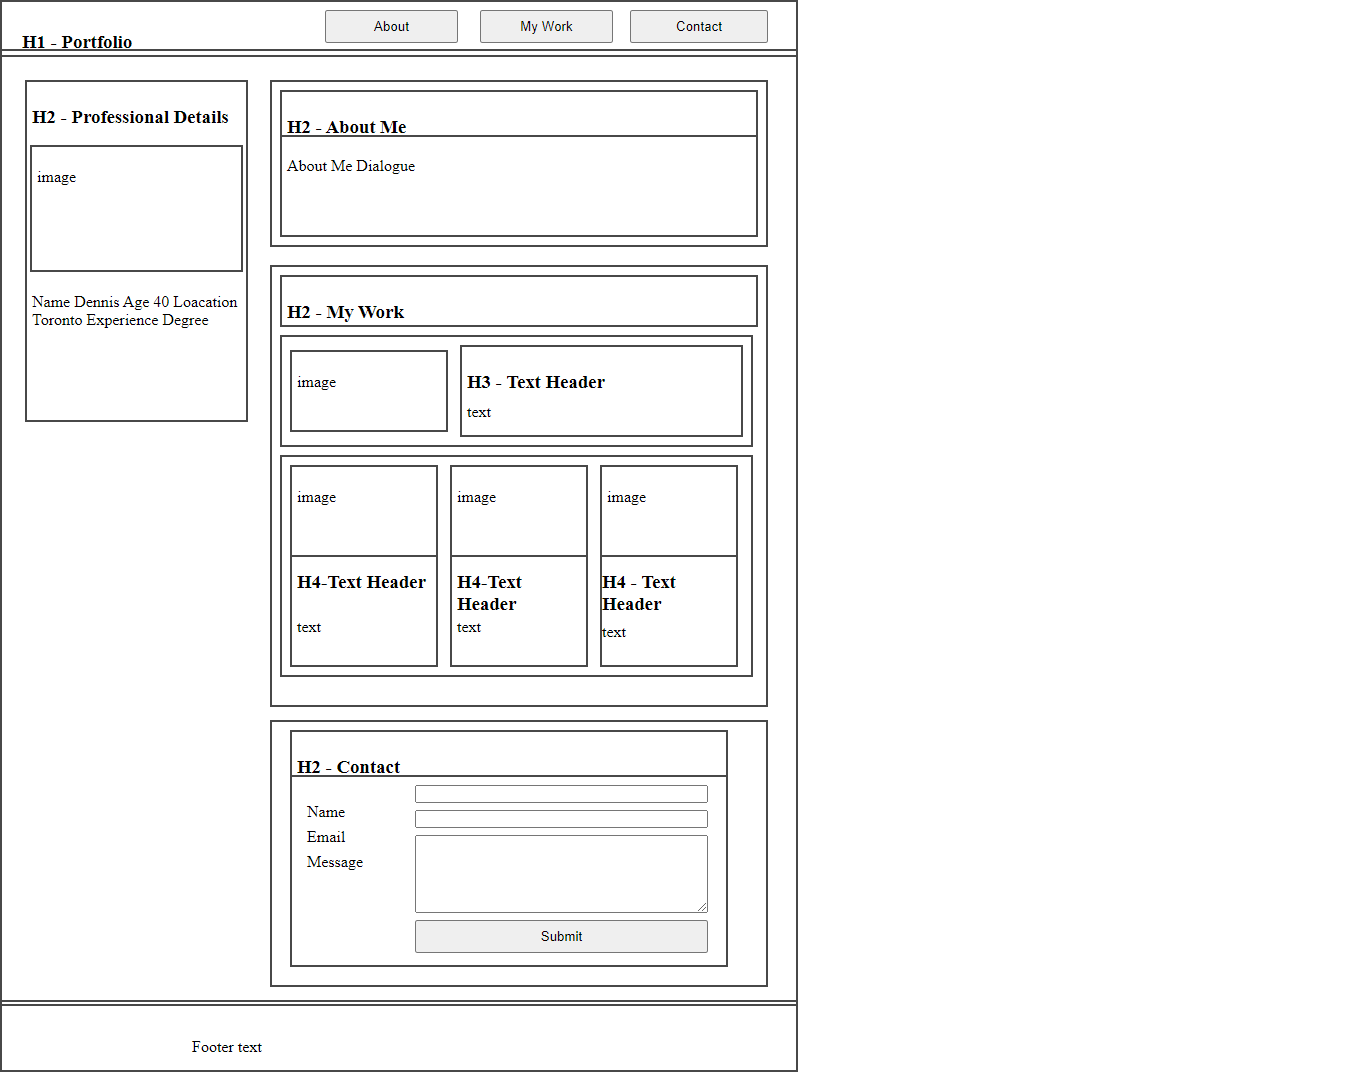 H1 - Portfolio
About
My Work
Contact
H2 - Professional Details
image
Name Dennis Age 40 Loacation
Toronto Experience Degree
H2 - About Me
About Me Dialogue
H2 - My Work
image
H3 - Text Header
text
image
H4-Text Header
text
image
H4-Text
Header
text
image
H4 - Text
Header
text
H2 - Contact
Name
Email
Message
Submit
Footer text